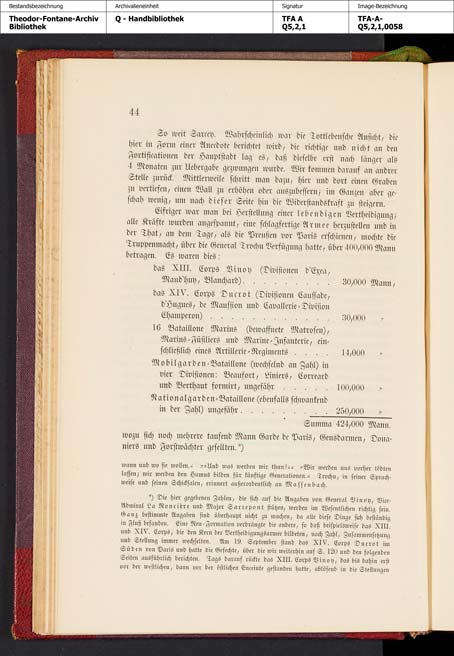 Bestandsbezeichnung Archivalieneinheit Signatur Image-Bezeichnung
Theodor-Fontane-Archiv Q - Handbibliothek TFA A TFA-A-
Bibliothek Q5,2,1 Q5,2,1,0058
44
So weit Sarcey. Wahrscheinlich war die Tottlebensche Ansicht, die
hier in Form einer Anecdote berichtet wird, die richtige und nicht an den
Fortificationen der Hauptstadt lag es, daß dieselbe erst nach länger als
4 Monaten zur Uebergabe gezwungen wurde. Wir kommen darauf an andrer
Stelle zurück. Mittlerweile schritt man dazu, hier und dort einen Graben
zu vertiefen, einen Wall zu erhöhen oder auszubessern; im Ganzen aber ge-
schah wenig, um nach dieser Seite hin die Widerstandskraft zu steigern.
Eifriger war man bei Herstellung einer lebendigen Vertheidigung;
alle Kräfte wurden angespannt, eine schlagfertige Armee herzustellen und in
der That, an dem Tage, als die Preußen vor Paris erschienen, mochte die
Truppenmacht, über die General Trochu Verfügung hatte, über 400,000 Mann
betragen. Es waren dies:
das XIII. Corps Vinoy (Divisionen d'Exea,
Maud'huy, Blanchard) . . . . . . . . . 30,000 Mann,
das XIV. Corps Ducrot (Divisionen Caussade,
d'Hugues, de Maussion und Cavallerie-Division
Champeron) . . . . . . . . . . . . 30,000 »
16 Bataillone Marins (bewaffnete Matrosen),
Marins-Füsiliers und Marine-Infanterie, ein-
schließlich eines Artillerie-Regiments . . . . 14,000 »
Mobilgarden-Bataillone (wechselnd an Zahl) in
vier Divisionen: Beaufort, Liniers, Corréard
und Berthaut formirt, ungefähr . . . . . 100,000 »
Nationalgarden-Bataillone (ebenfalls schwankend
in der Zahl) ungefähr . . . . . . . . . 250,000 »
Summa 424,000 Mann.
wozu sich noch mehrere tausend Mann Garde de Paris, Gensdarmen, Doua-
niers und Forstwächter gesellten.*)
wann und wo sie wollen.« »»Und was werden wir thun?«« »Wir werden uns vorher tödten
lassen; wir werden den Humus bilden für künftige Generationen.« Trochu, in seiner Sprach-
weise und seinen Schicksalen, erinnert außerordentlich an Massenbach.
*) Die hier gegebenen Zahlen, die sich auf die Angaben von General Vinoy, Vice-
Admiral La Roncière und Major Sarrepont stützen, werden im Wesentlichen richtig sein.
Ganz bestimmte Angaben sind überhaupt nicht zu machen, da alle diese Dinge sich beständig
in Fluß befanden. Eine Neu-Formation verdrängte die andere, so daß beispielsweise das XIII.
und XIV. Corps, die den Kern der Vertheidigungsarmee bildeten, nach Zahl, Zusammensetzung
und Stellung immer wechselten. Am 19. September stand das XIV. Corps Ducrot im
Süden von Paris und hatte die Gefechte, über die wir weiterhin auf S. 120 und den folgenden
Seiten ausführlich berichten. Tags darauf rückte das XIII. Corps Vinoy, das bis dahin erst
vor der westlichen, dann vor der östlichen Enceinte gestanden hatte, ablösend in die Stellungen